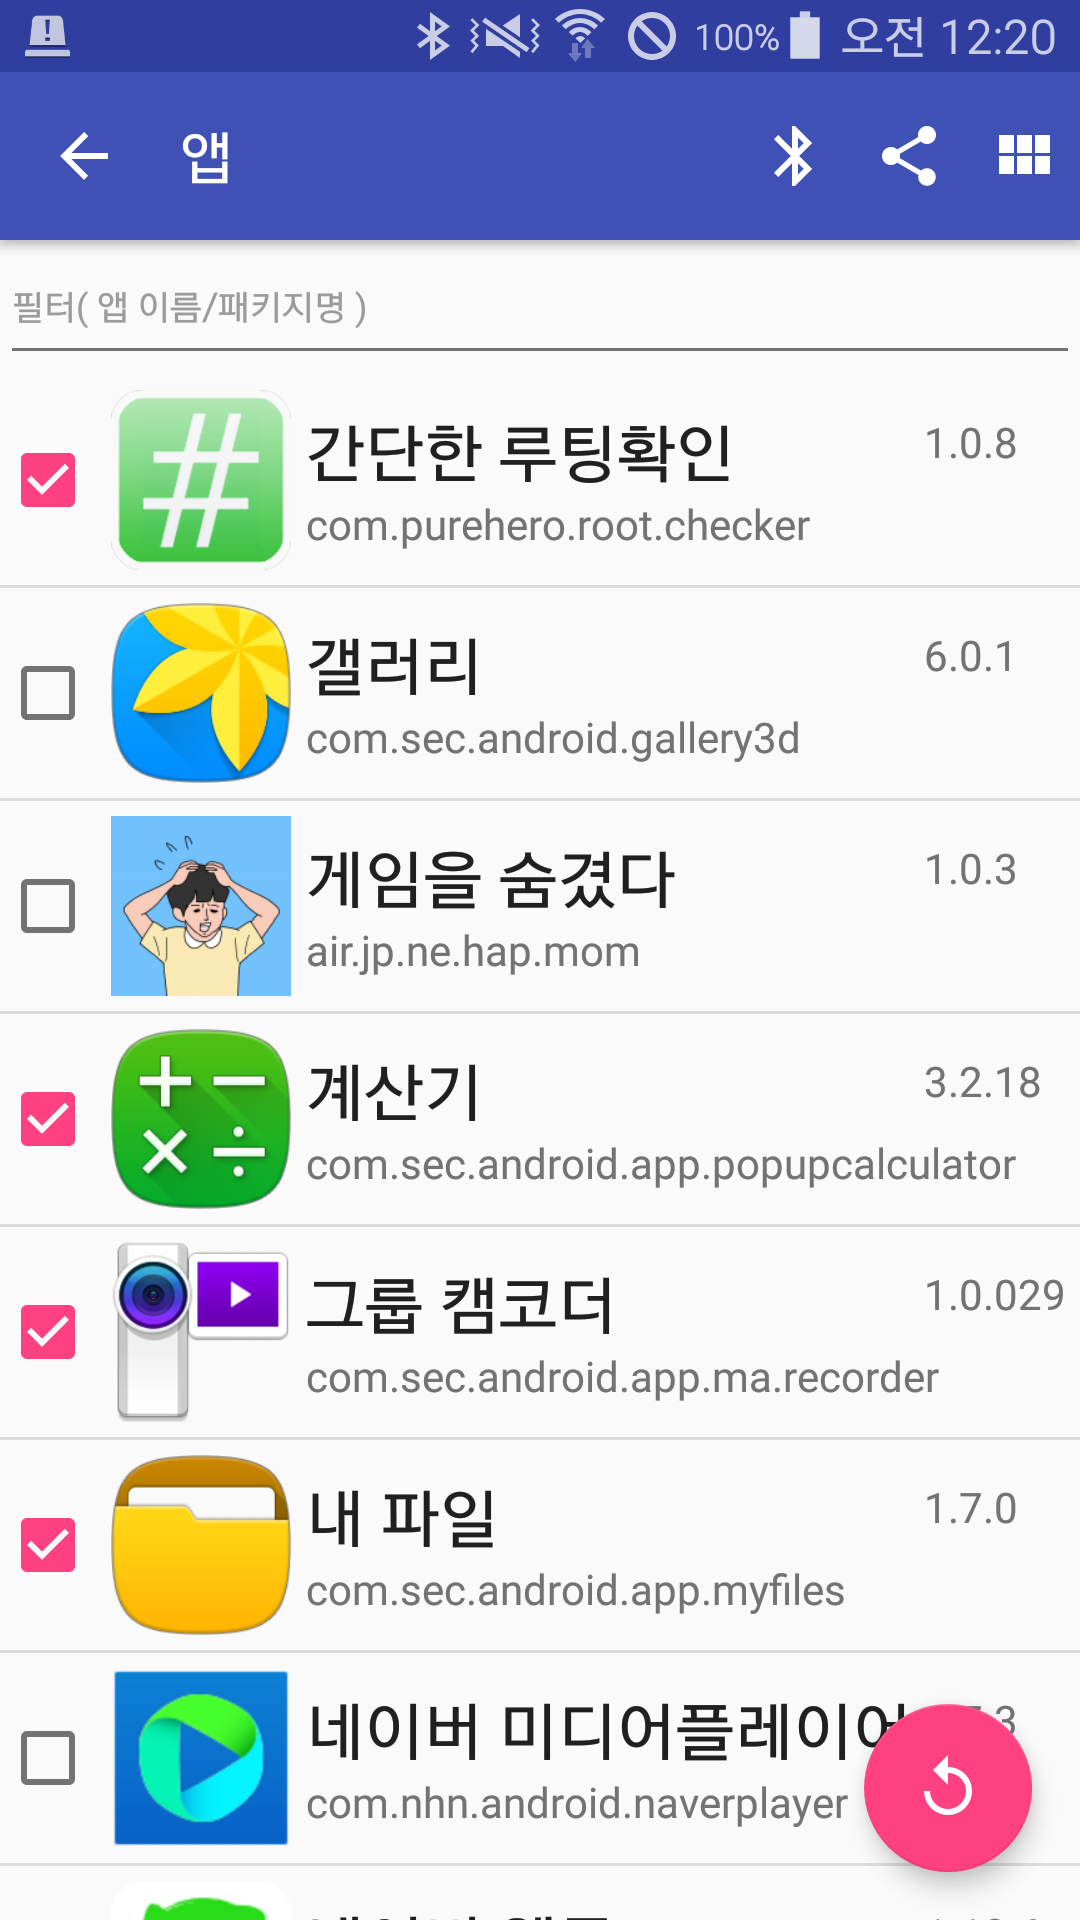 100% 오전 12:20
앱
필터( 앱 이름/패키지명 )
간단한 루팅확인 1.0.8
com.purehero.root.checker
갤러리 6.0.1
com.sec.android.gallery3d
게임을 숨겼다 1.0.3
air.jp.ne.hap.mom
계산기 3.2.18
com.sec.android.app.popupcalculator
그룹 캠코더 1.0.029
com.sec.android.app.ma.recorder
내 파일 1.7.0
com.sec.android.app.myfiles
네이버 미디어플레이어
com.nhn.android.naverplayer